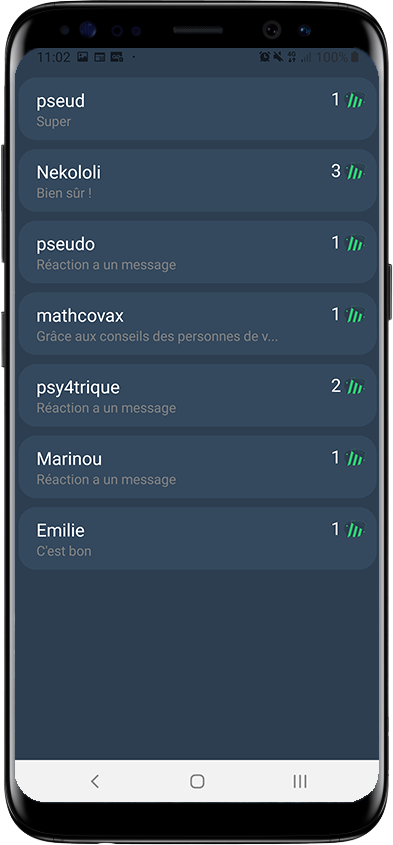 11:02 100%
pseud 1
Super
Nekololi 3
Bien sûr !
pseudo 1
Réaction a un message
mathcovax 1
Grâce aux conseils des personnes de v...
psy4trique 2
Réaction a un message
Marinou 1
Réaction a un message
Emilie 1
C'est bon